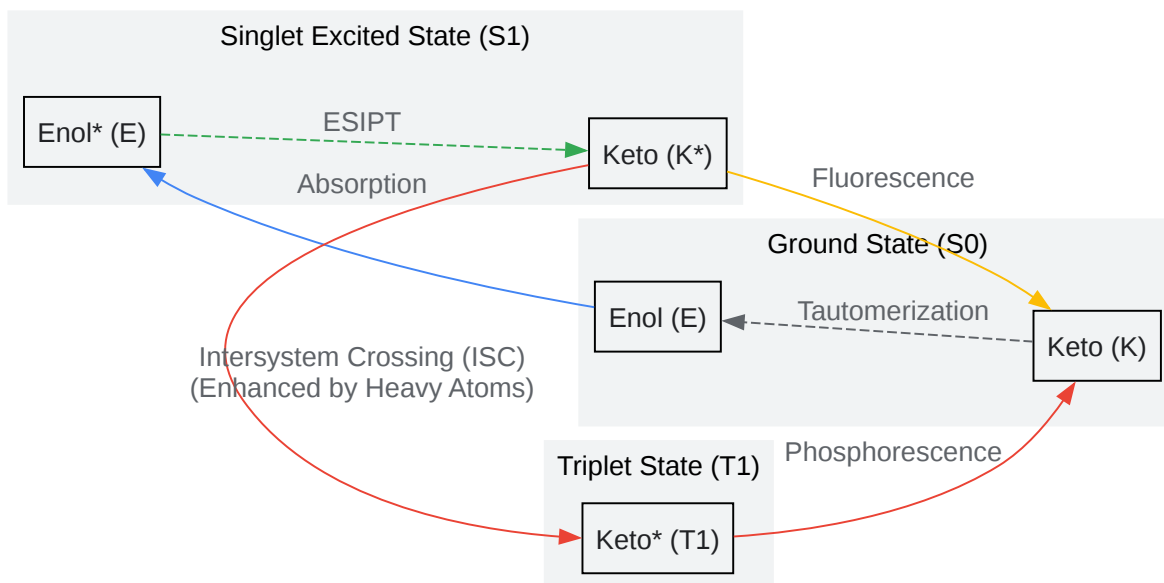 Singlet Excited State (S1)
Enol* (E)
ESIPT
Keto (K*)
Absorption
Fluorescence
Ground State (S0)
Enol (E)
Tautomerization
Keto (K)
Intersystem Crossing (ISC)
(Enhanced by Heavy Atoms)
Triplet State (T1)
Phosphorescence
Keto* (T1)